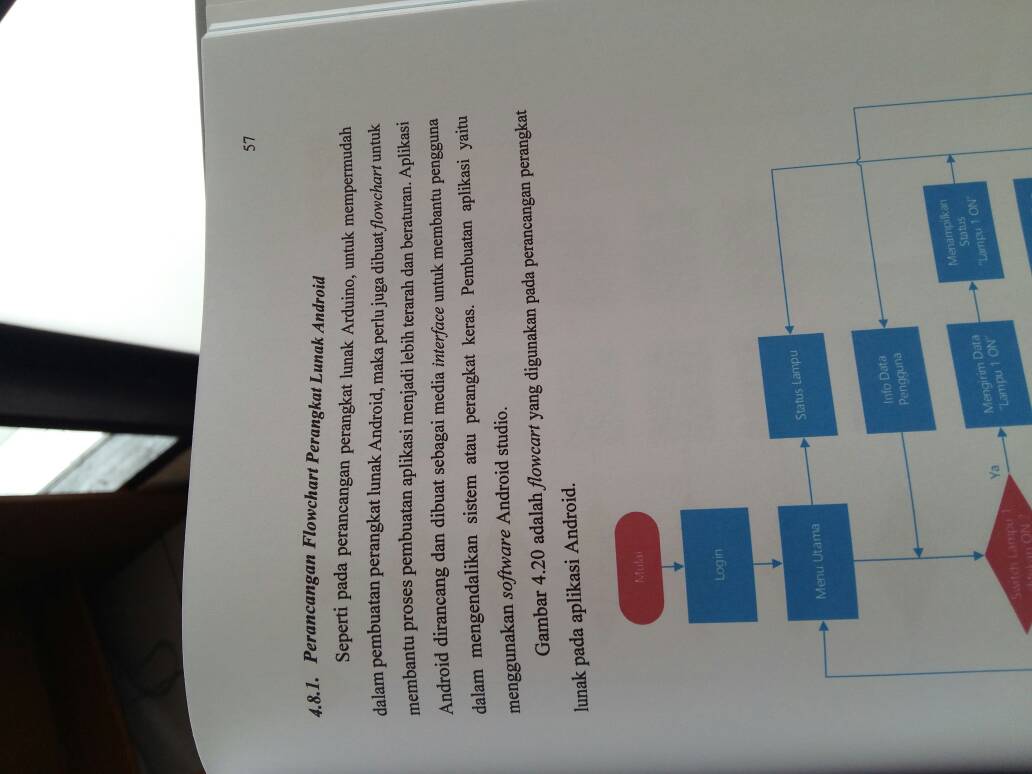 57
4.8.1. Perancangan Flowchart Perangkat Lunak Android
Seperti pada perancangan perangkat lunak Arduino, untuk mempermudah
dalam pembuatan perangkat lunak Android, maka perlu juga dibuat flowchart untuk
membantu proses pembuatan aplikasi menjadi lebih terarah dan beraturan. Aplikasi
Android dirancang dan dibuat sebagai media interface untuk membantu pengguna
dalam mengendalikan sistem atau perangkat keras. Pembuatan aplikasi yaitu
menggunakan software Android studio.
Gambar 4.20 adalah flowcart yang digunakan pada perancangan perangkat
lunak pada aplikasi Android.
Mulai
Login
Menu Utama
Status Lampu
Info Data
Pengguna
Switch Lampu 1
ON
Ya
Mengirim Data
"Lampu 1 ON"
Menampilkan
Status
"Lampu 1 ON"